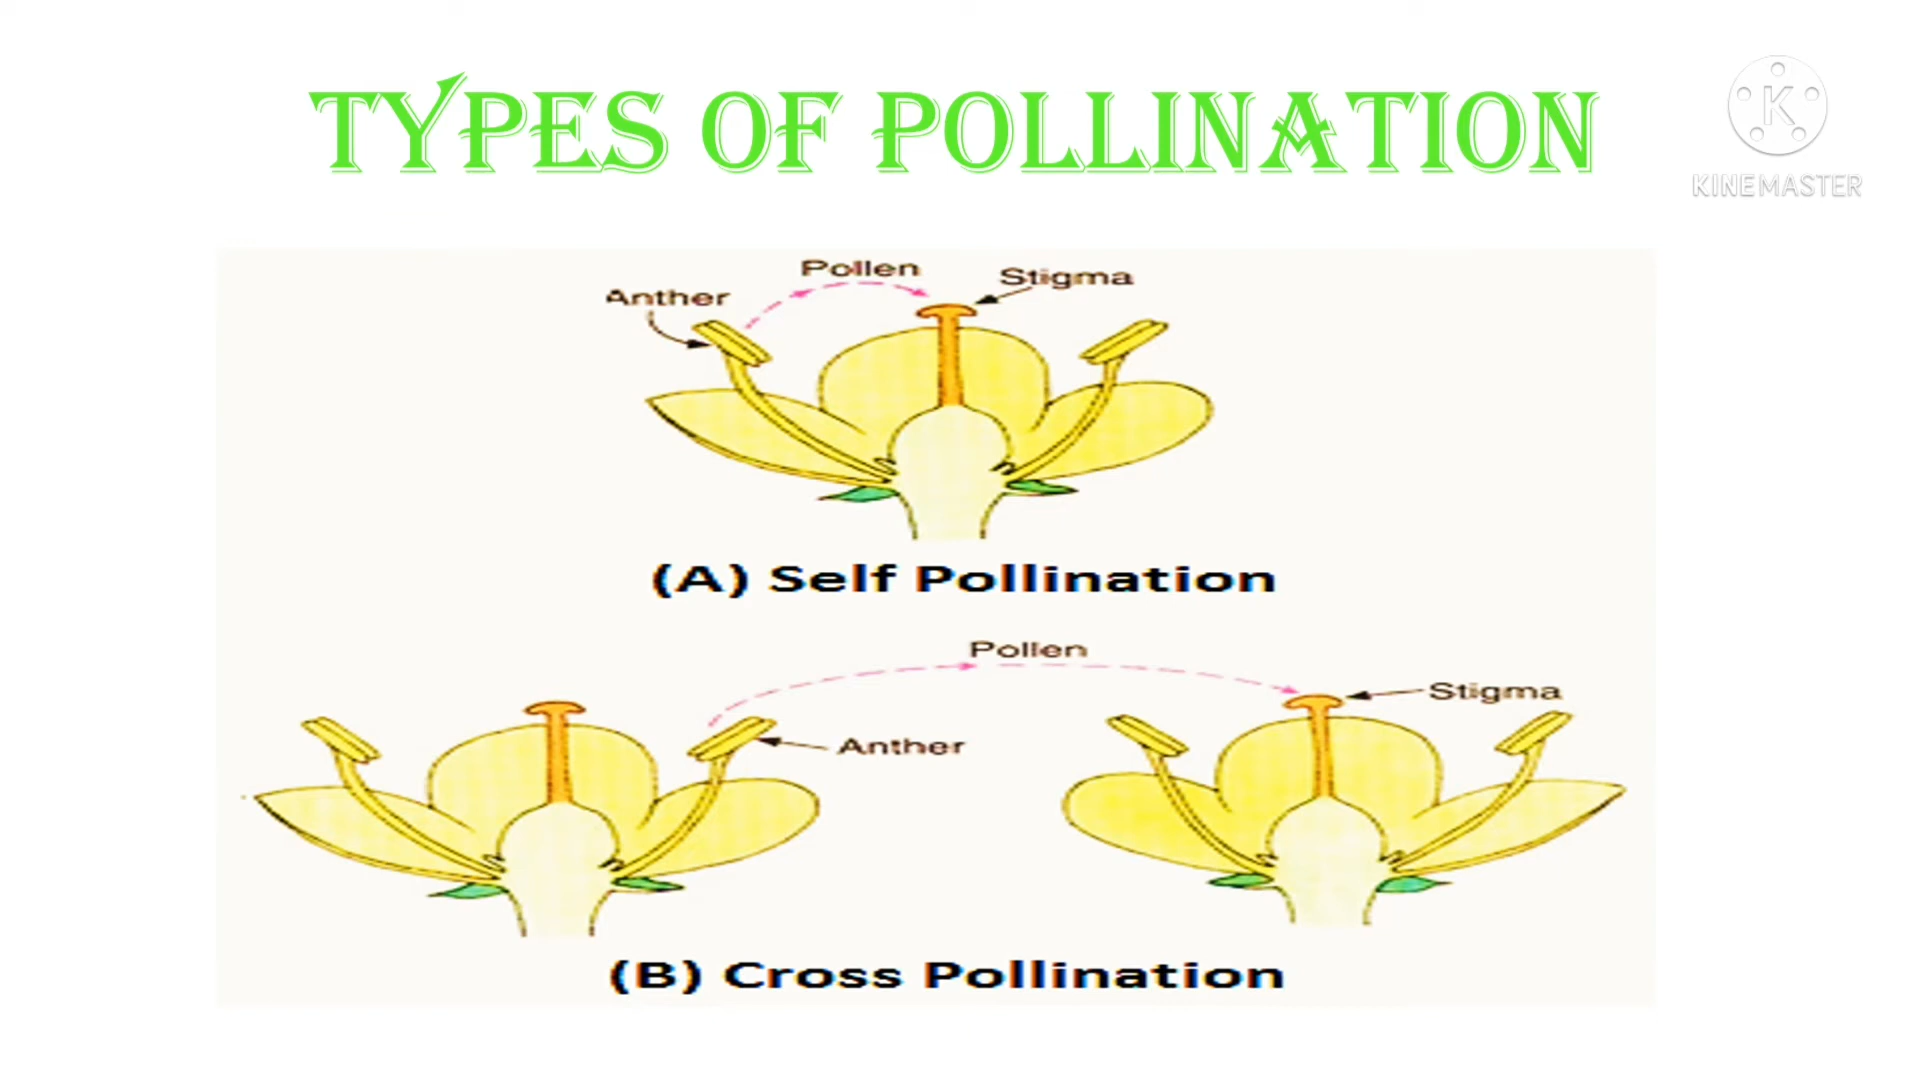 TYPES OF POLLINATION
K
KINEMASTER
Pollen
Stigma
Anther
(A) Self Pollination
Pollen
Stigma
Anther
(B) Cross Pollination